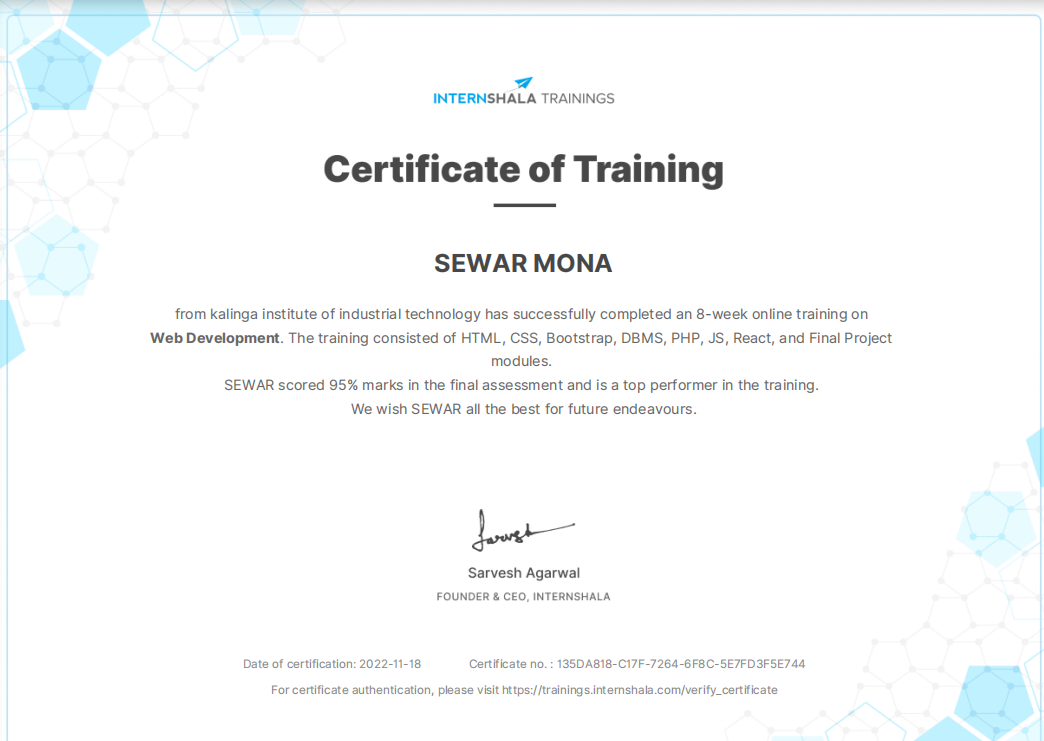 INTERNSHALA TRAININGS
Certificate of Training
SEWAR MONA
from kalinga institute of industrial technology has successfully completed an 8-week online training on
Web Development. The training consisted of HTML, CSS, Bootstrap, DBMS, PHP, JS, React, and Final Project
modules.
SEWAR scored 95% marks in the final assessment and is a top performer in the training.
We wish SEWAR all the best for future endeavours.
Sarvesh
Sarvesh Agarwal
FOUNDER & CEO, INTERNSHALA
Date of certification: 2022-11-18 Certificate no. : 135DA818-C17F-7264-6F8C-5E7FD3F5E744
For certificate authentication, please visit https://trainings.internshala.com/verify_certificate